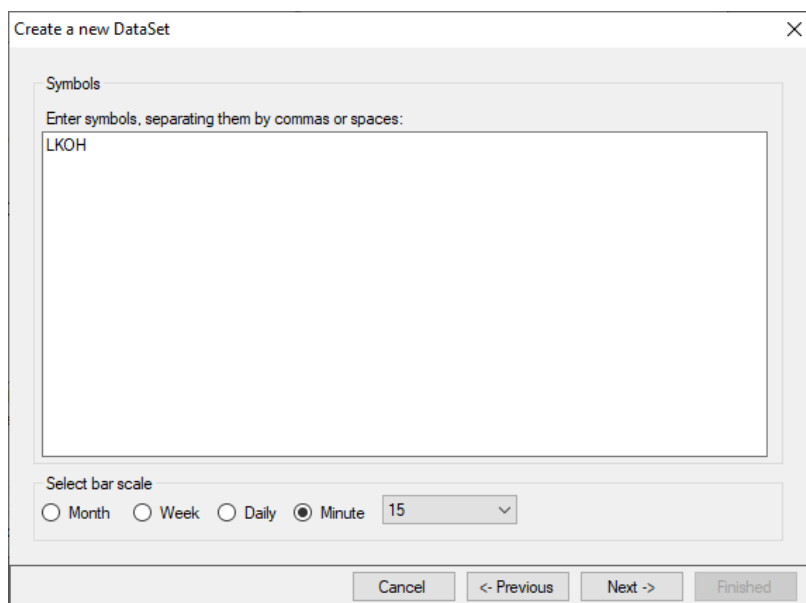 Create a new DataSet
Symbols
Enter symbols, separating them by commas or spaces:
LKOH
Select bar scale
Month Week Daily Minute 15
Cancel <- Previous Next -> Finished